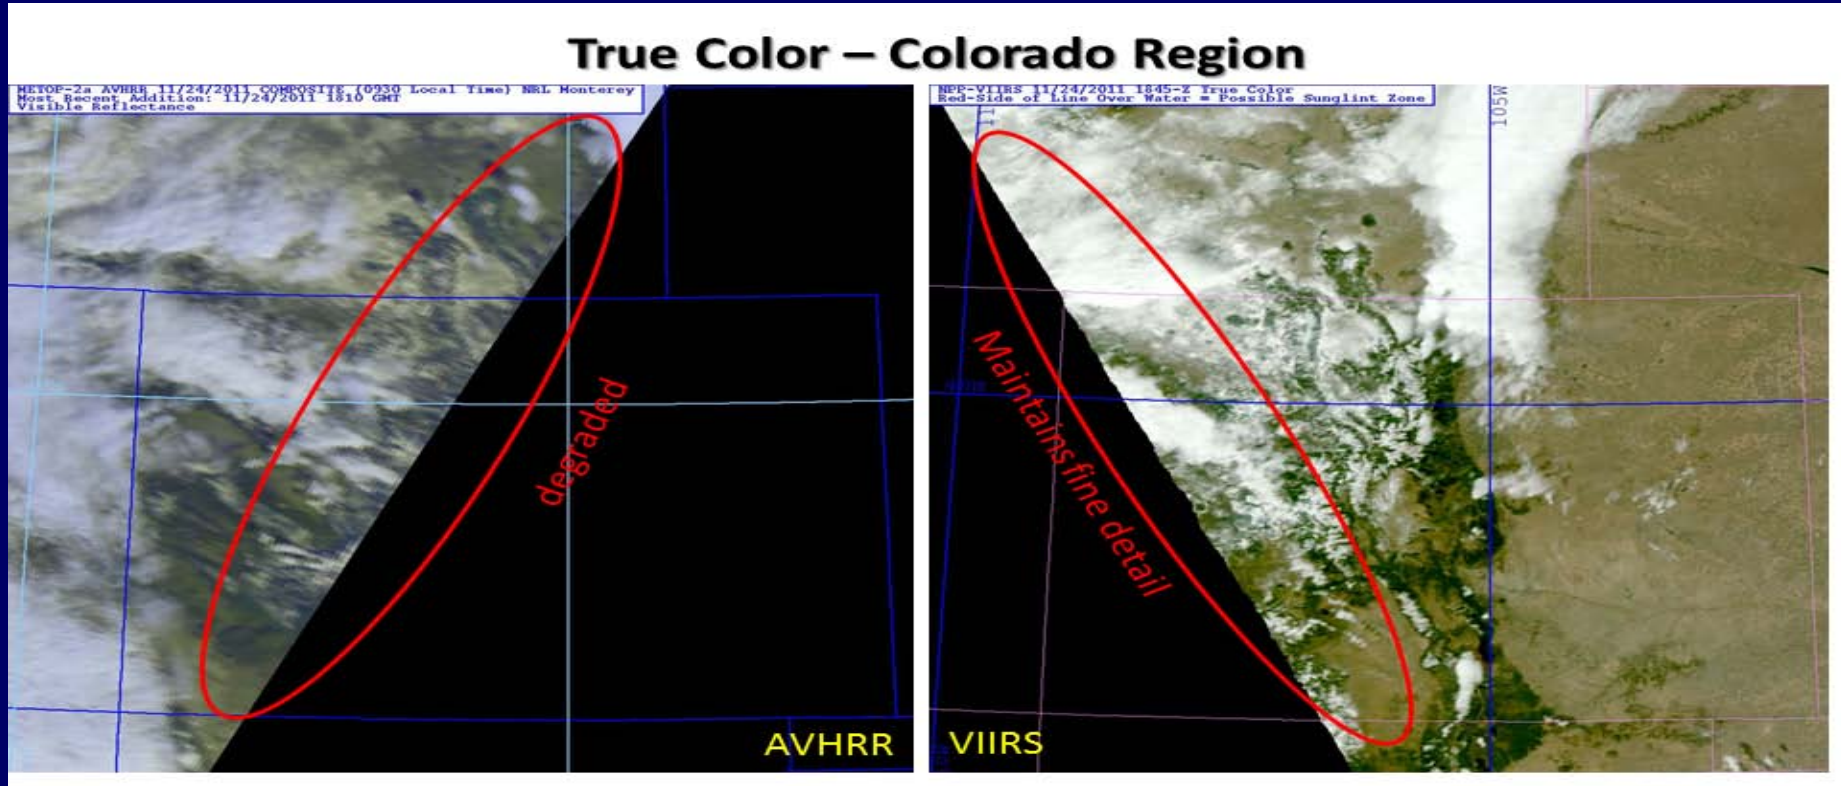 True Color – Colorado Region
METOP-2a AVHRR 11/24/2011 COMPOSITE (0930 Local Time) NRL Monterey
Most Recent Addition: 11/24/2011 1810 GMT
Visible Reflectance
degraded
AVHRR
NPP-VIIRS 11/24/2011 1845-Z True Color
Red-Side of Line Over Water = Possible Sunglint Zone
105W
40W
Maintains fine detail
VIIRS